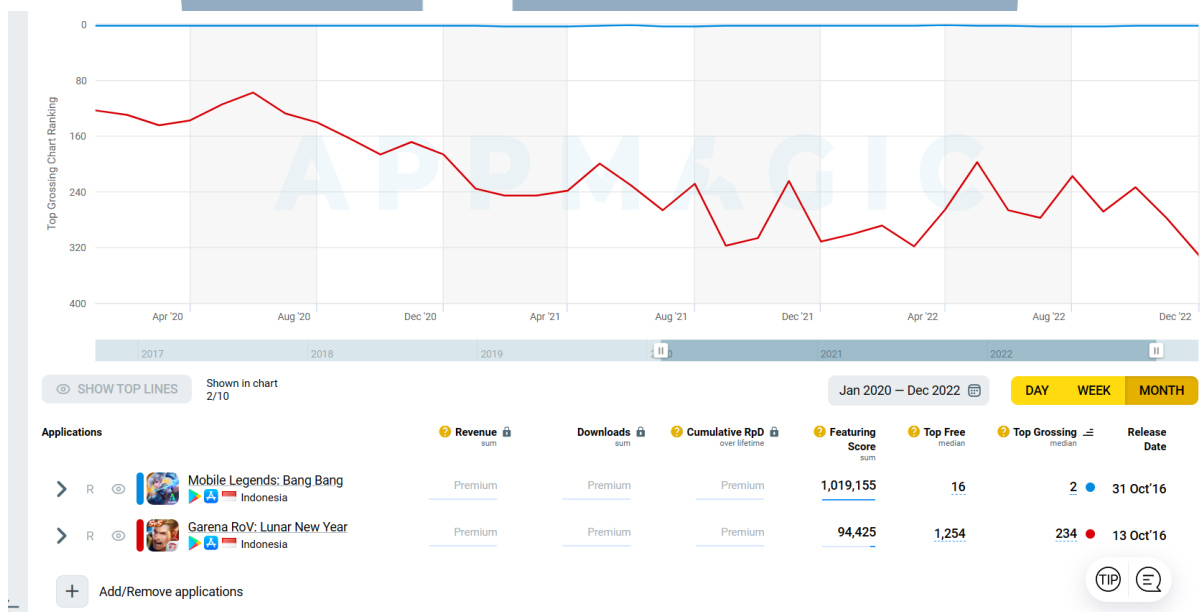 0
80
160
240
320
400
Top Grossing Chart Ranking
APPMAGIC
Apr '20
Aug '20
Dec '20
Apr '21
Aug '21
Dec '21
Apr '22
Aug '22
Dec '22
2017
2018
2019
2021
2022
SHOW TOP LINES
Shown in chart
2/10
Jan 2020 — Dec 2022
DAY WEEK MONTH
Applications
? Revenue
sum
Downloads
sum
? Cumulative RpD
over lifetime
? Featuring
Score
sum
? Top Free
median
? Top Grossing
median
Release
Date
R
Mobile Legends: Bang Bang
Indonesia
Premium
Premium
Premium
1,019,155
16
2
31 Oct'16
R
Garena RoV: Lunar New Year
Indonesia
Premium
Premium
Premium
94,425
1,254
234
13 Oct'16
+ Add/Remove applications
TIP